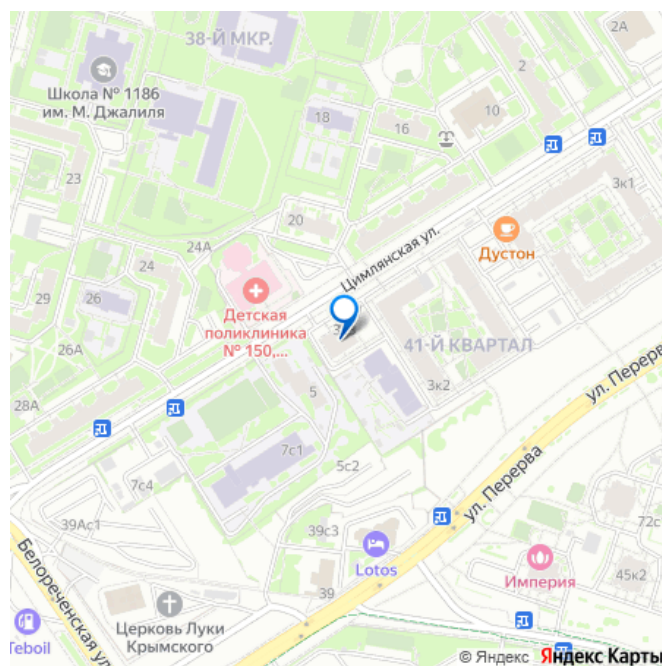 38-Й МКР.
2А
2
Школа № 1186
им. М. Джалиля
10
18
16
23
3к1
20
Цимлянская ул.
Дустон
24А
24
29
26
Детская
поликлиника
№ 150,...
26А
41-Й КВАРТАЛ
ул. Перерва
3к2
28А
5
7с1
ул. Перерва
5с2
7с4
39Ас1
39с3
72с
Lotos
Империя
45к2
Белореченская ул.
39
Церковь Луки
Крымского
Teboil
© Яндекс Яндекс Карты